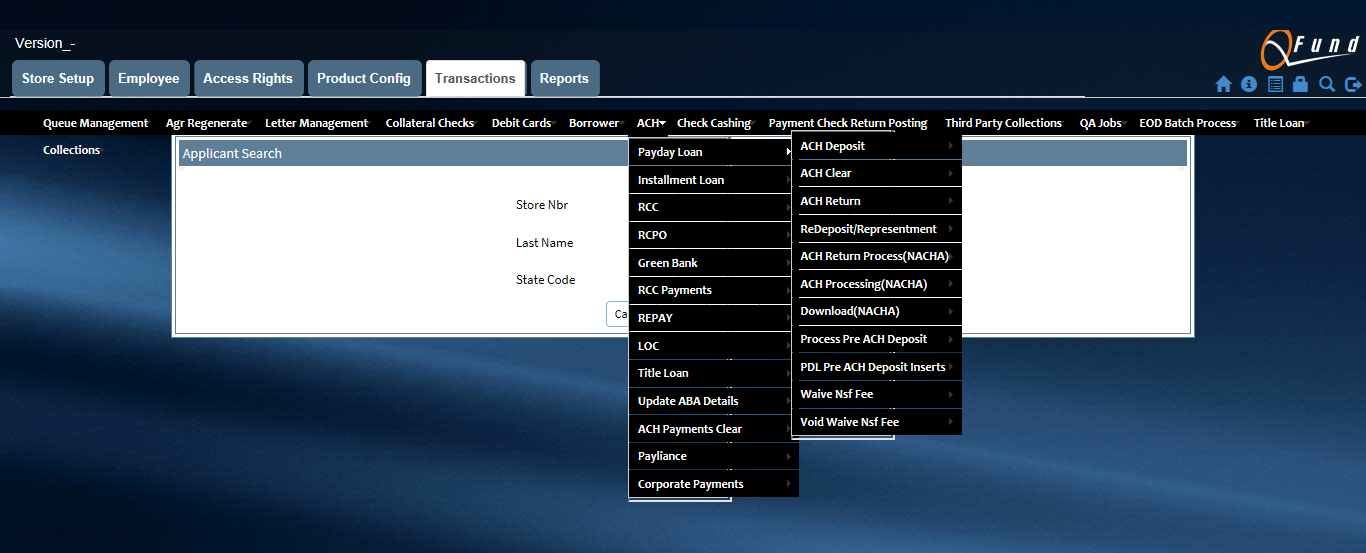 Version_-
QFund
Store Setup
Employee
Access Rights
Product Config
Transactions
Reports
Queue Management
Agr Regenerate
Letter Management
Collateral Checks
Debit Cards
Borrower
ACH
Check Cashing
Payment Check Return Posting
Third Party Collections
QA Jobs
EOD Batch Process
Title Loan
Collections
Applicant Search
Store Nbr
Last Name
State Code
Ca
Payday Loan
Installment Loan
RCC
RCPO
Green Bank
RCC Payments
REPAY
LOC
Title Loan
Update ABA Details
ACH Payments Clear
Payliance
Corporate Payments
ACH Deposit
ACH Clear
ACH Return
ReDeposit/Representment
ACH Return Process(NACHA)
ACH Processing(NACHA)
Download(NACHA)
Process Pre ACH Deposit
PDL Pre ACH Deposit Inserts
Waive Nsf Fee
Void Waive Nsf Fee